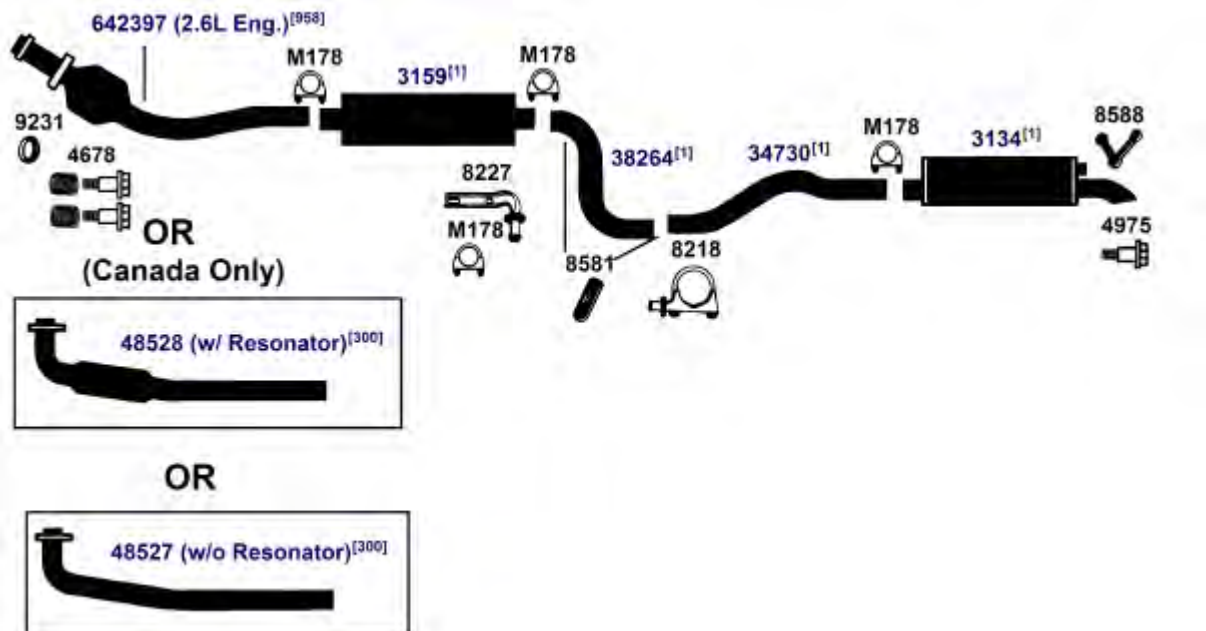 642397 (2.6L Eng.)[958]
M178
3159[1]
M178
9231
4678
8227
M178
38264[1]
34730[1]
M178
3134[1]
8588
8581
8218
4975
OR
(Canada Only)
48528 (w/ Resonator)[300]
OR
48527 (w/o Resonator)[300]